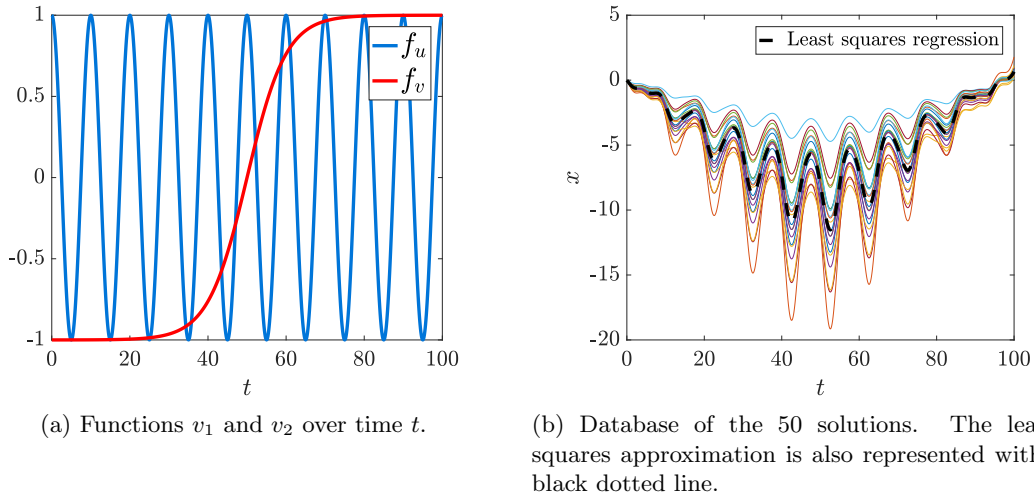 1
0.5
0
-0.5
-1
0 20 40 60 80 100
t
f_u
f_v
(a) Functions v_1 and v_2 over time t.
5
0
-5
-10
-15
-20
x
0 20 40 60 80 100
t
Least squares regression
(b) Database of the 50 solutions. The lea
squares approximation is also represented with
black dotted line.